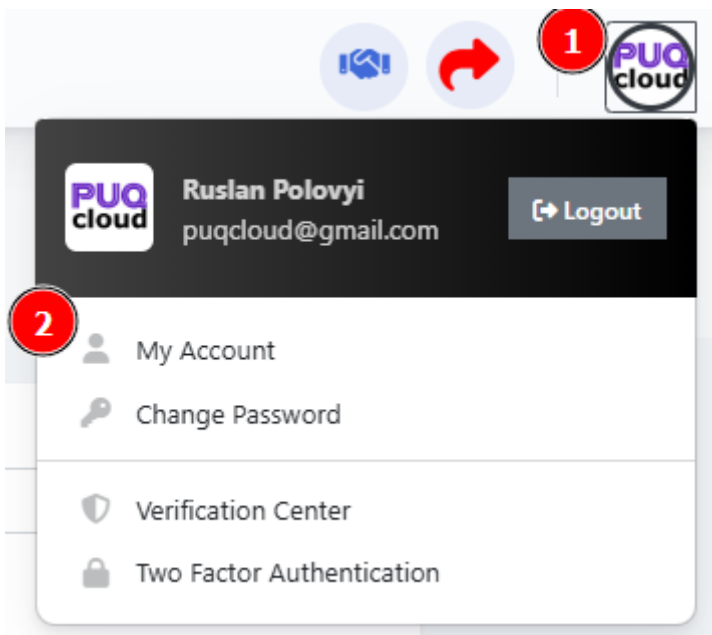 1
PUQ
cloud
PUQ
cloud
Ruslan Polovyi
puqcloud@gmail.com
Logout
2
My Account
Change Password
Verification Center
Two Factor Authentication